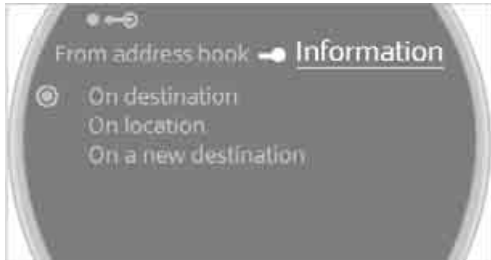 From address book Information
On destination
On location
On a new destination